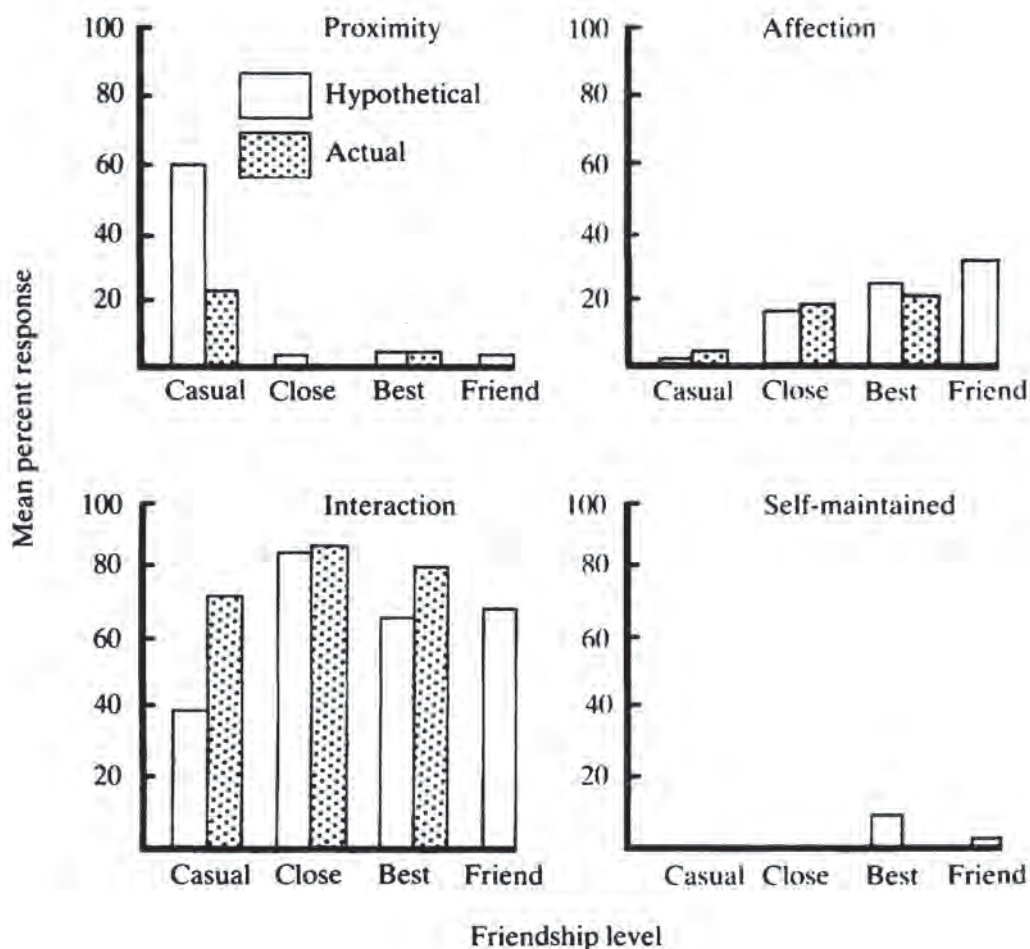 Proximity
Hypothetical
Actual
100
80
60
40
20
Casual Close Best Friend
Affection
100
80
60
40
20
Casual Close Best Friend
Mean percent response
Interaction
100
80
60
40
20
Casual Close Best Friend
Self-maintained
100
80
60
40
20
Casual Close Best Friend
Friendship level